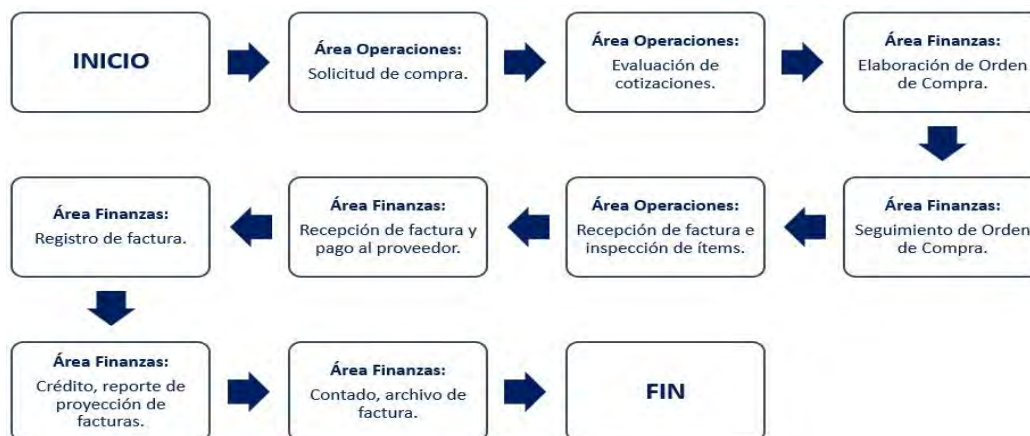 INICIO
Área Operaciones:
Solicitud de compra.
Área Operaciones:
Evaluación de
cotizaciones.
Área Finanzas:
Elaboración de Orden
de Compra.
Área Finanzas:
Seguimiento de Orden
de Compra.
Área Operaciones:
Recepción de factura e
inspección de ítems.
Área Finanzas:
Recepción de factura y
pago al proveedor.
Área Finanzas:
Registro de factura.
Área Finanzas:
Crédito, reporte de
proyección de
facturas.
Área Finanzas:
Contado, archivo de
factura.
FIN